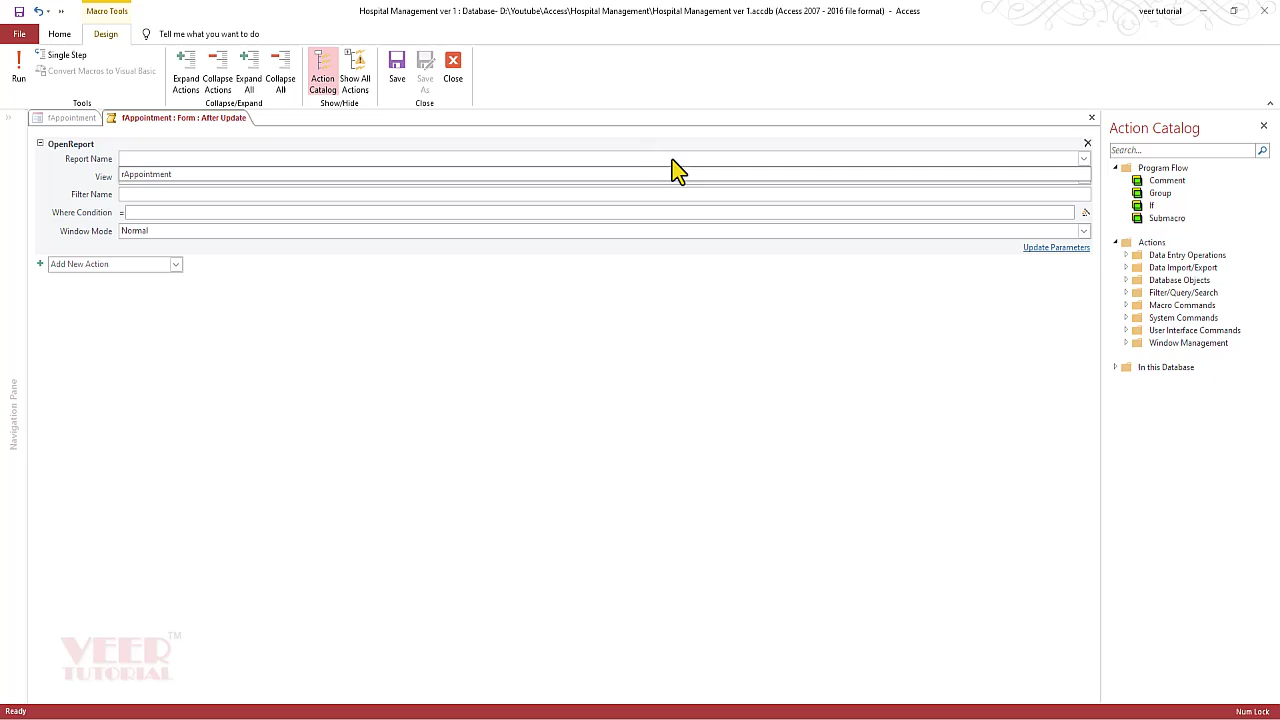 Macro Tools
Hospital Management ver 1 : Database- D:\Youtube\Access\Hospital Management\Hospital Management ver 1.accdb (Access 2007 - 2016 file format) - Access
veer tutorial
File
Home
Design
Tell me what you want to do
Run
Single Step
Convert Macros to Visual Basic
Tools
Expand Actions
Collapse Actions
Expand All
Collapse All
Collapse/Expand
Action Catalog
Show All Actions
Show/Hide
Save
Save As
Close
Close
fAppointment
fAppointment : Form : After Update
OpenReport
Report Name
View
rAppointment
Filter Name
Where Condition
=
Window Mode
Normal
Update Parameters
Add New Action
Navigation Pane
Action Catalog
Search...
Program Flow
Comment
Group
If
Submacro
Actions
Data Entry Operations
Data Import/Export
Database Objects
Filter/Query/Search
Macro Commands
System Commands
User Interface Commands
Window Management
In this Database
VEER TM
TUTORIAL
Ready
Num Lock